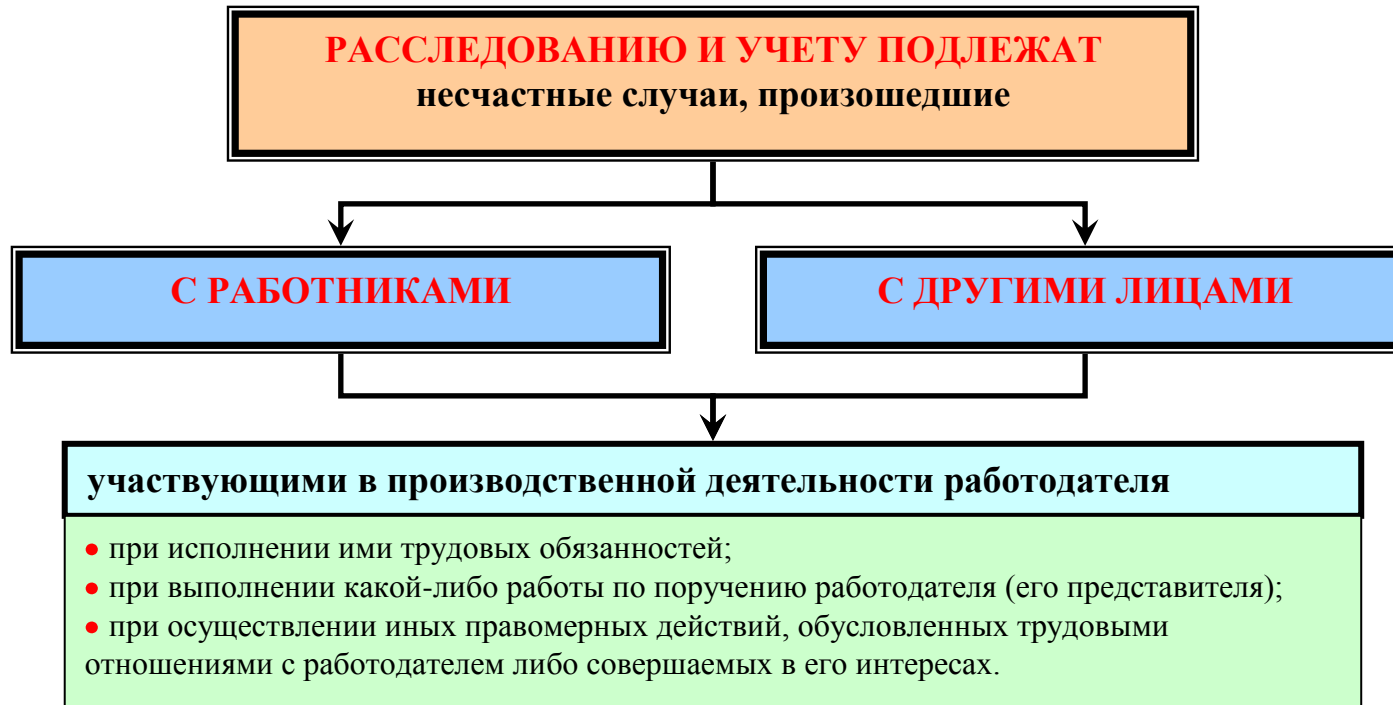 РАССЛЕДОВАНИЮ И УЧЕТУ ПОДЛЕЖАТ
несчастные случаи, произошедшие
С РАБОТНИКАМИ
С ДРУГИМИ ЛИЦАМИ
участвующими в производственной деятельности работодателя
• при исполнении ими трудовых обязанностей;
• при выполнении какой-либо работы по поручению работодателя (его представителя);
• при осуществлении иных правомерных действий, обусловленных трудовыми
отношениями с работодателем либо совершаемых в его интересах.